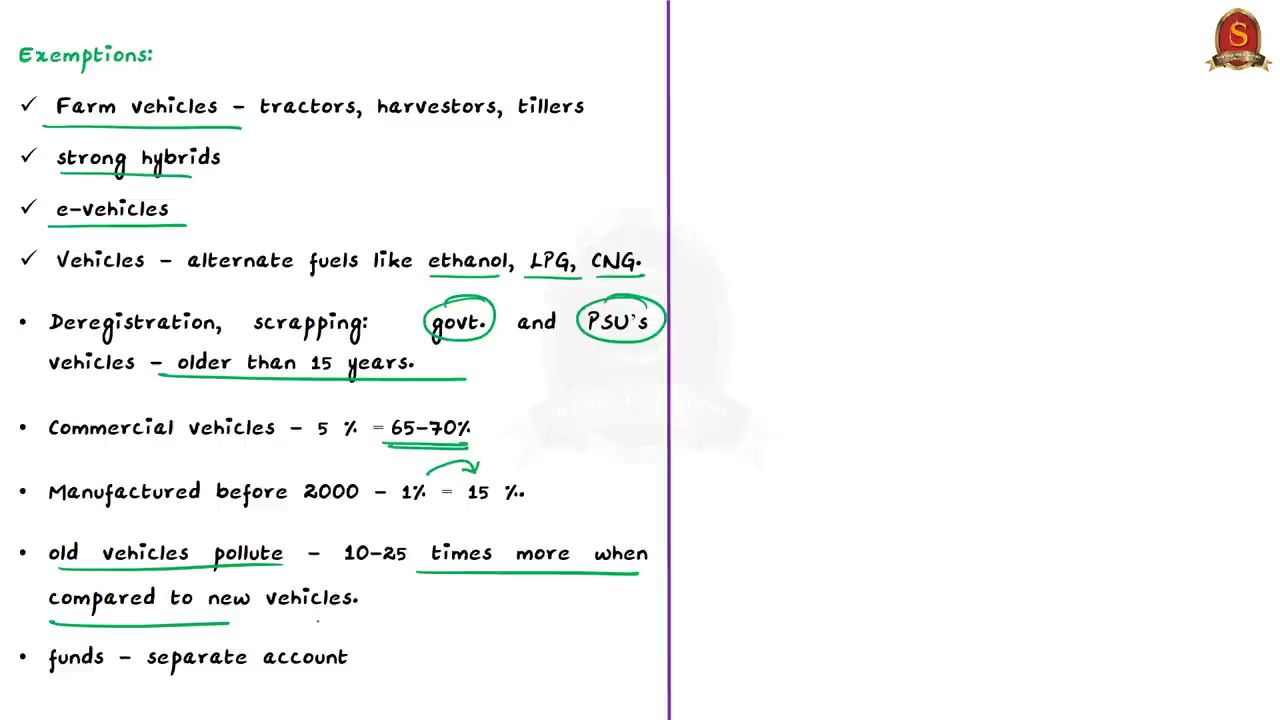 Exemptions:
✓ Farm vehicles – tractors, harvestors, tillers
✓ strong hybrids
✓ e-vehicles
✓ Vehicles – alternate fuels like ethanol, LPG, CNG.
• Deregistration, scrapping: govt. and PSU's
vehicles – older than 15 years.
• Commercial vehicles – 5 % = 65-70%
• Manufactured before 2000 – 1% = 15 %.
• old vehicles pollute – 10-25 times more when
compared to new vehicles.
• funds – separate account
S